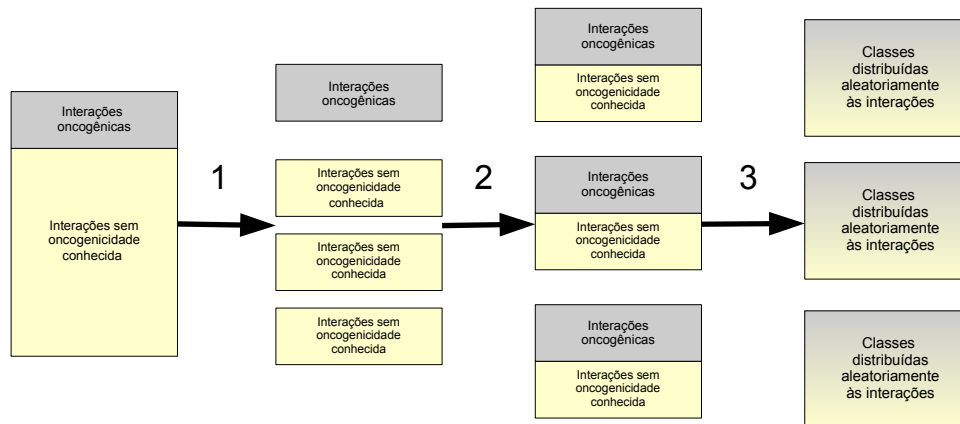 Interações
oncogênicas
Interações sem
oncogenicidade
conhecida
1
Interações
oncogênicas
Interações sem
oncogenicidade
conhecida
Interações sem
oncogenicidade
conhecida
Interações sem
oncogenicidade
conhecida
2
Interações
oncogênicas
Interações sem
oncogenicidade
conhecida
Interações
oncogênicas
Interações sem
oncogenicidade
conhecida
Interações
oncogênicas
Interações sem
oncogenicidade
conhecida
3
Classes
distribuídas
aleatoriamente
às interações
Classes
distribuídas
aleatoriamente
às interações
Classes
distribuídas
aleatoriamente
às interações